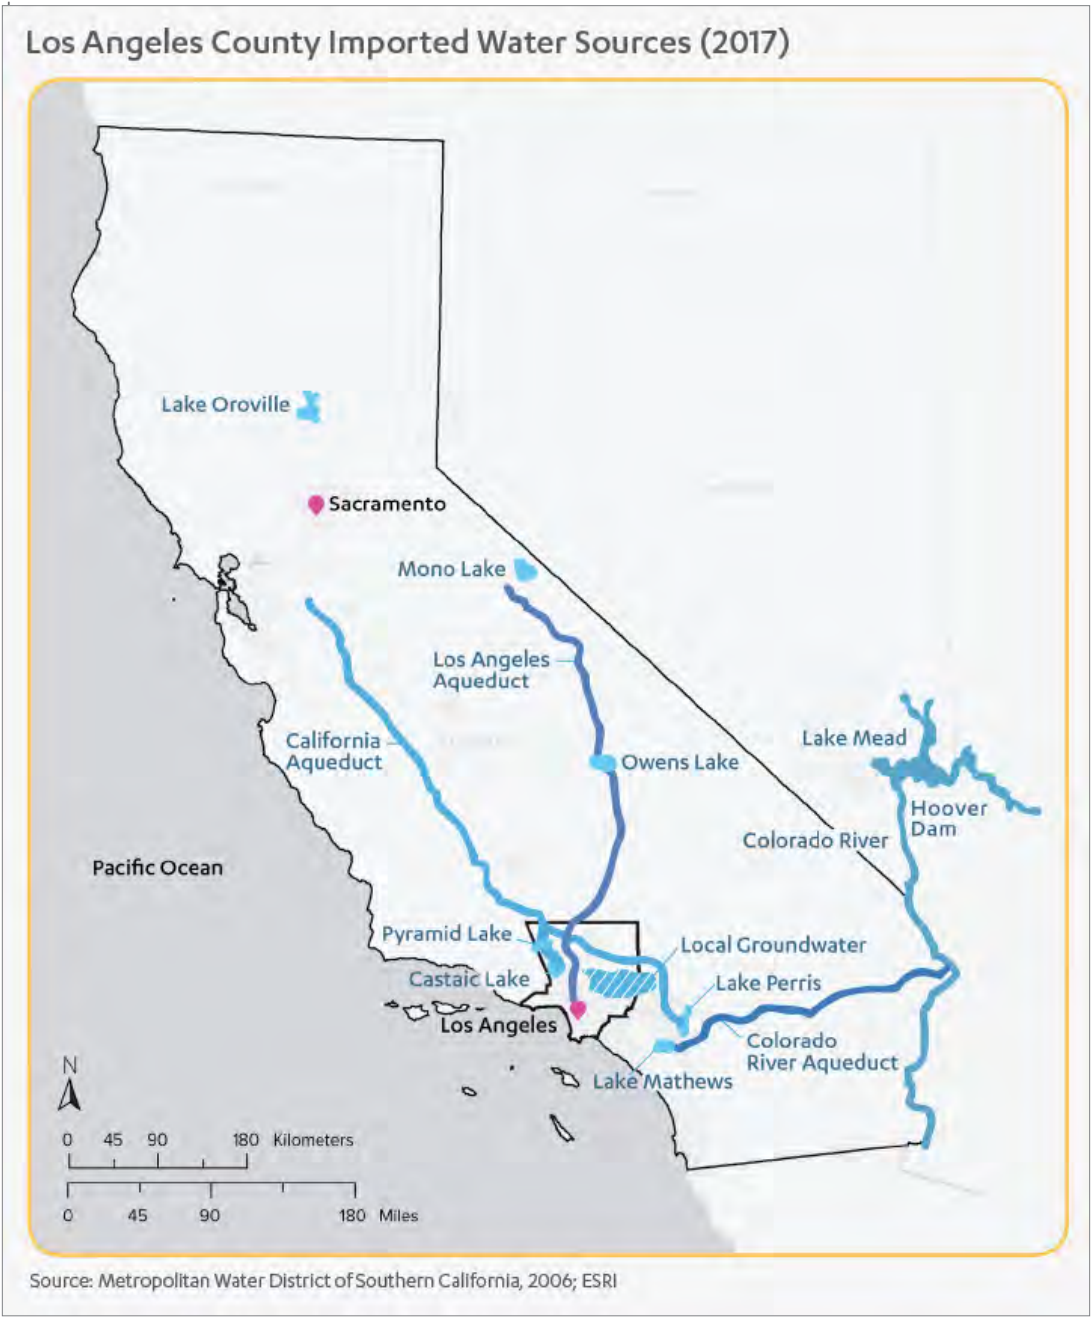 Los Angeles County Imported Water Sources (2017)
Lake Oroville
Sacramento
Mono Lake
Los Angeles
Aqueduct
California
Aqueduct
Owens Lake
Lake Mead
Hoover
Dam
Colorado River
Pacific Ocean
Pyramid Lake
Local Groundwater
Castaic Lake
Lake Perris
Los Angeles
Colorado
River Aqueduct
Lake Mathews
N
0 45 90 180 Kilometers
0 45 90 180 Miles
Source: Metropolitan Water District of Southern California, 2006; ESRI